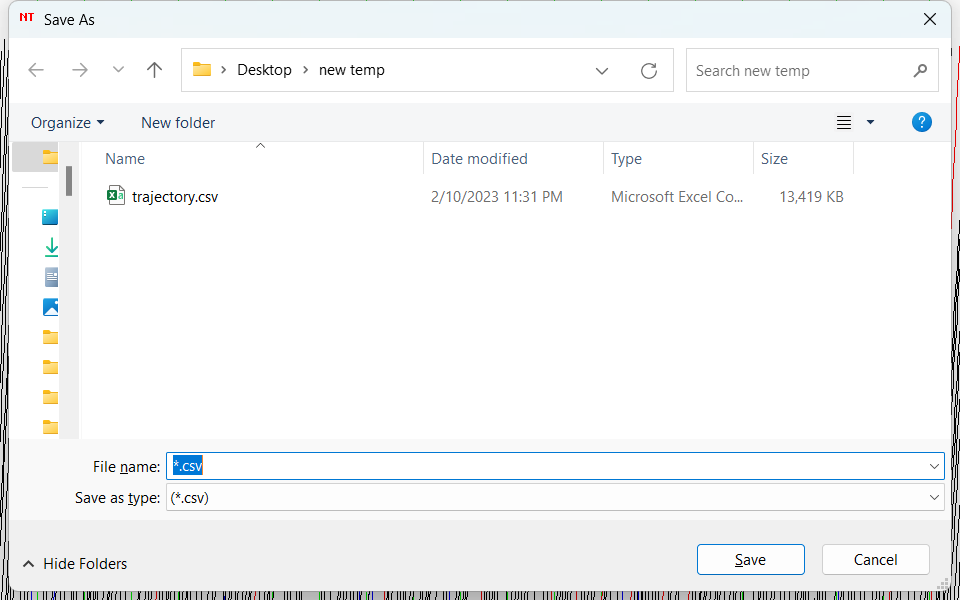 NT Save As
Desktop > new temp
Search new temp
Organize
New folder
?
Name
Date modified
Type
Size
trajectory.csv
2/10/2023 11:31 PM
Microsoft Excel Co...
13,419 KB
File name:
*.csv
Save as type:
(*.csv)
Hide Folders
Save
Cancel